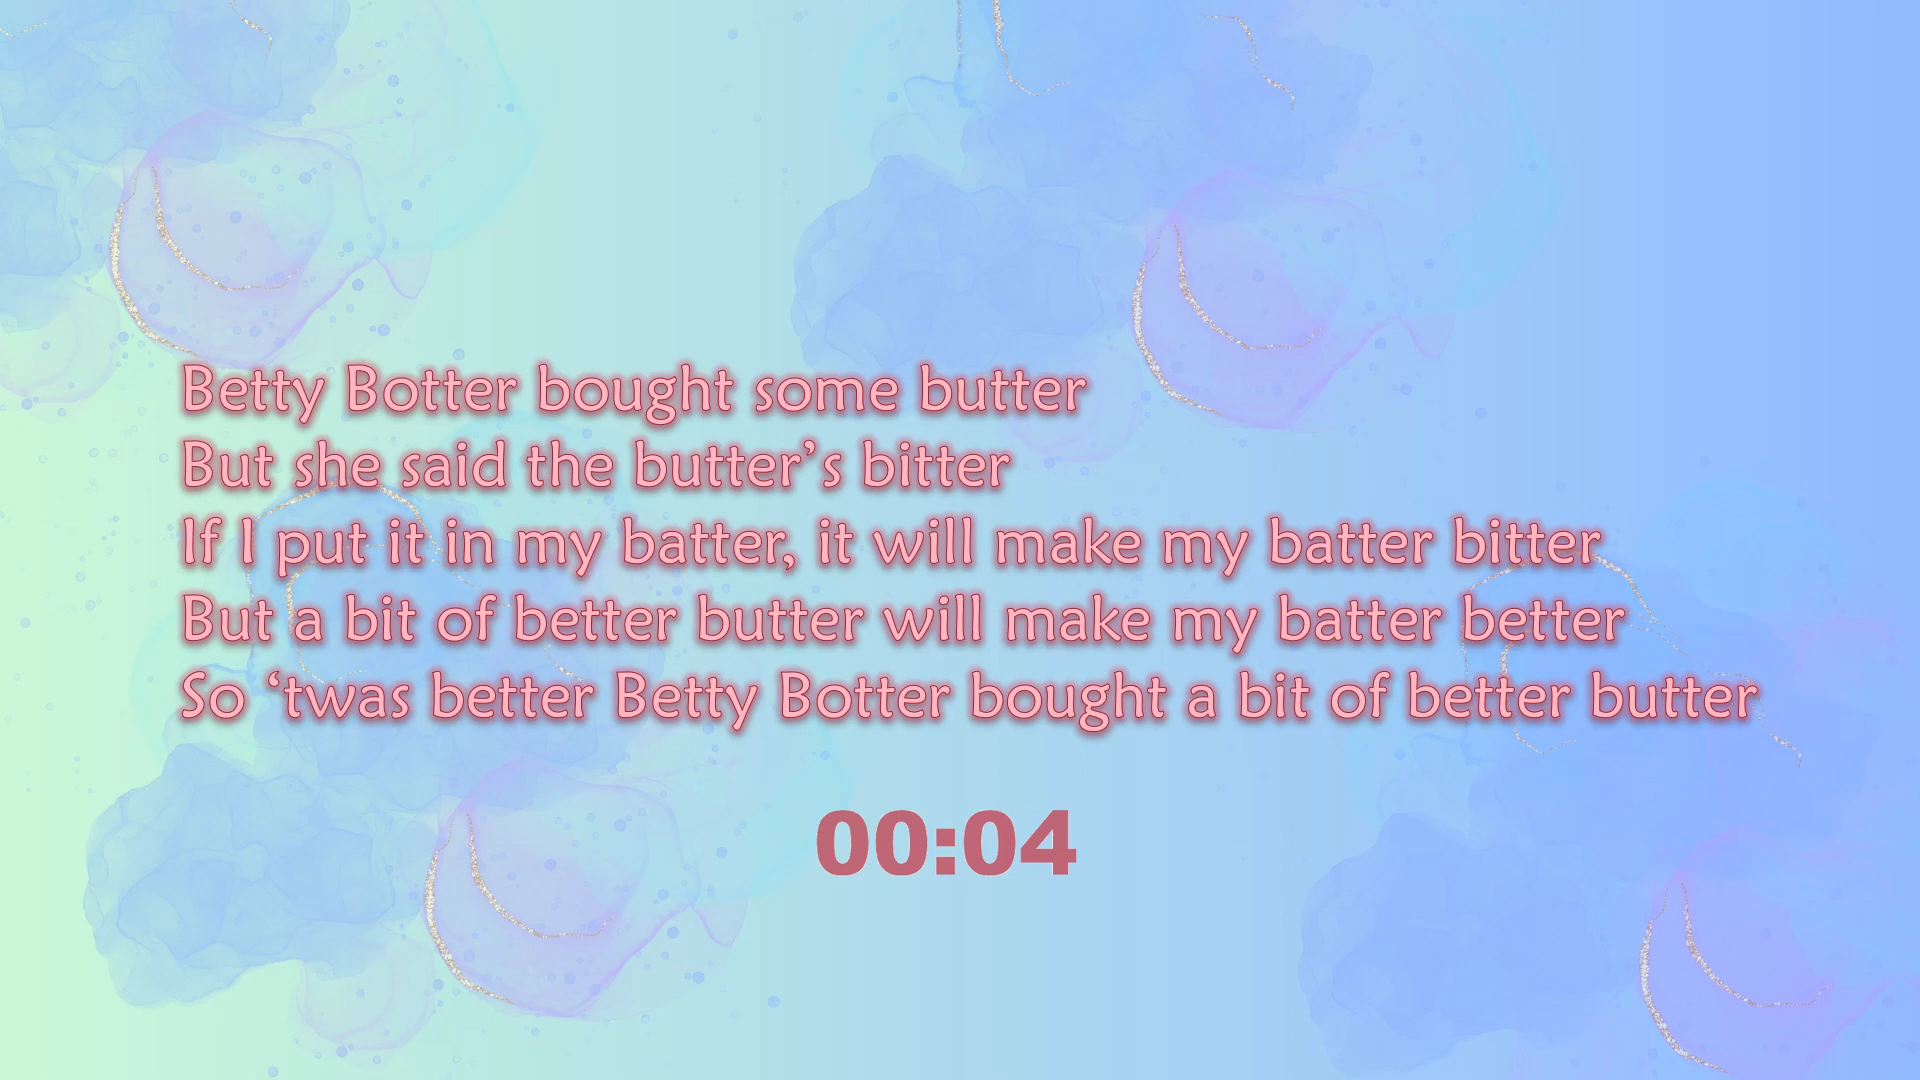 Betty Botter bought some butter
But she said the butter’s bitter
If I put it in my batter, it will make my batter bitter
But a bit of better butter will make my batter better
So ‘twas better Betty Botter bought a bit of better butter
00:04